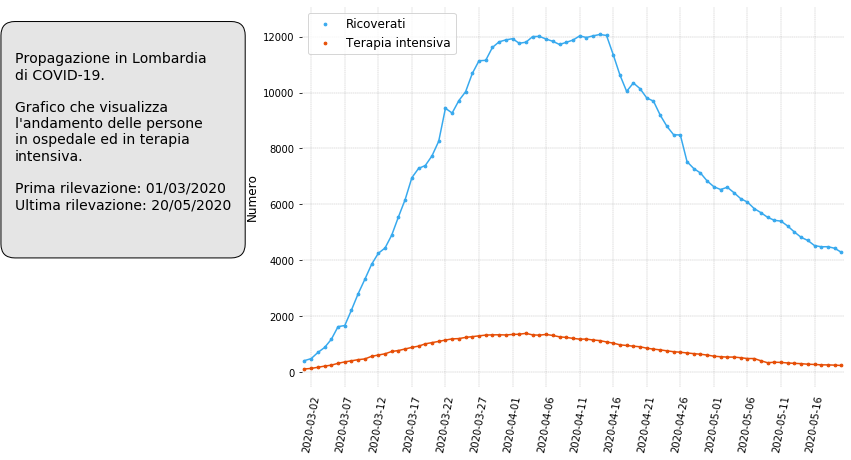 Propagazione in Lombardia
di COVID-19.
Grafico che visualizza
l'andamento delle persone
in ospedale ed in terapia
intensiva.
Prima rilevazione: 01/03/2020
Ultima rilevazione: 20/05/2020
Numero
Ricoverati
Terapia intensiva
12000
10000
8000
6000
4000
2000
0
2020-03-02
2020-03-07
2020-03-12
2020-03-17
2020-03-22
2020-03-27
2020-04-01
2020-04-06
2020-04-11
2020-04-16
2020-04-21
2020-04-26
2020-05-01
2020-05-06
2020-05-11
2020-05-16